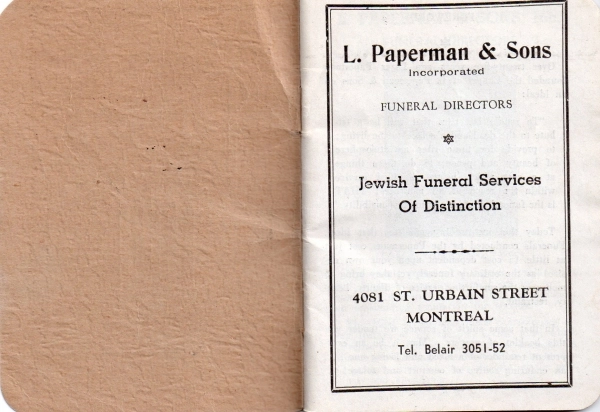 L. Paperman & Sons
Incorporated
FUNERAL DIRECTORS
Jewish Funeral Services
Of Distinction
4081 ST. URBAIN STREET
MONTREAL
Tel. Belair 3051-52